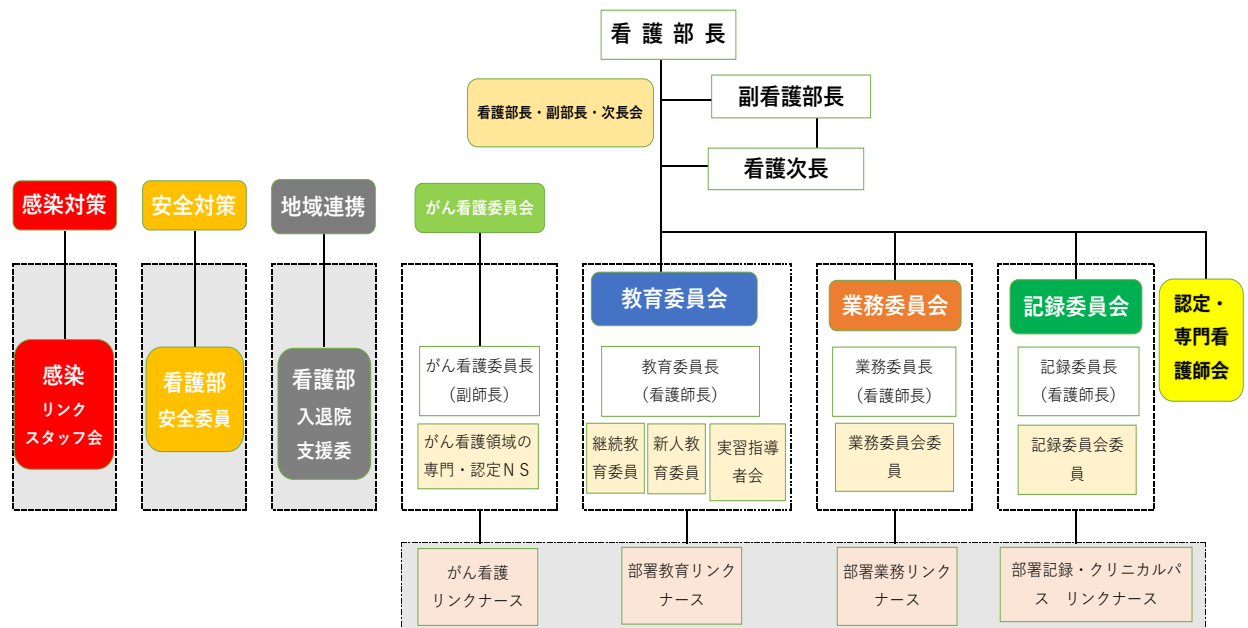 看護部長
看護部長・副部長・次長会
副看護部長
看護次長
感染対策
安全対策
地域連携
がん看護委員会
教育委員会
業務委員会
記録委員会
認定・
専門看
護師会
感染
リンク
スタッフ会
看護部
安全委員
看護部
入退院
支援委
がん看護委員長
(副師長)
教育委員長
(看護師長)
業務委員長
(看護師長)
記録委員長
(看護師長)
がん看護領域の
専門・認定ＮＳ
継続教
育委員
新人教
育委員
実習指導
者会
業務委員会委
員
記録委員会委
員
がん看護
リンクナース
部署教育リンク
ナース
部署業務リンク
ナース
部署記録・クリニカルパ
ス　リンクナース